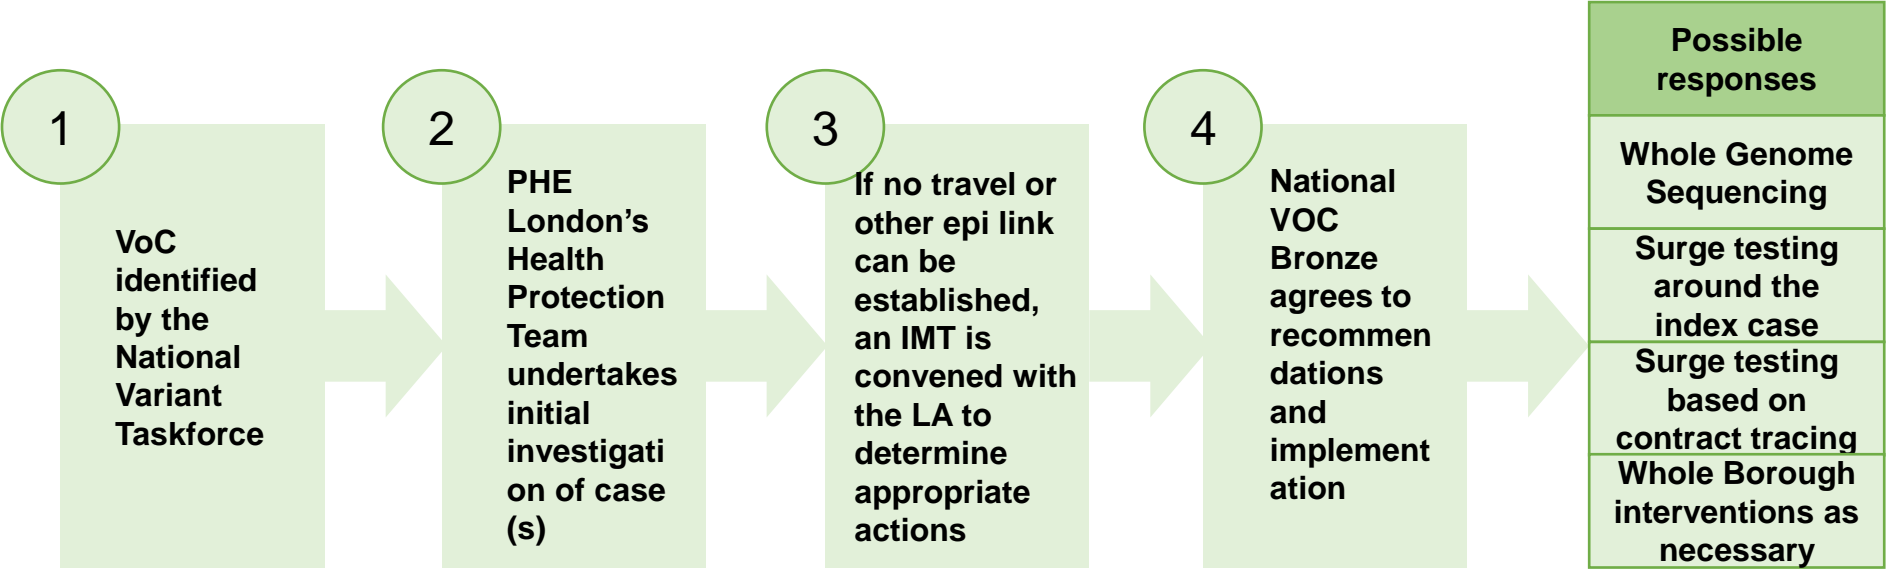 1
VoC
identified
by the
National
Variant
Taskforce
2
PHE
London’s
Health
Protection
Team
undertakes
initial
investigati
on of case
(s)
3
If no travel or
other epi link
can be
established,
an IMT is
convened with
the LA to
determine
appropriate
actions
4
National
VOC
Bronze
agrees to
recommen
dations
and
implement
ation
Possible
responses
Whole Genome
Sequencing
Surge testing
around the
index case
Surge testing
based on
contract tracing
Whole Borough
interventions as
necessary